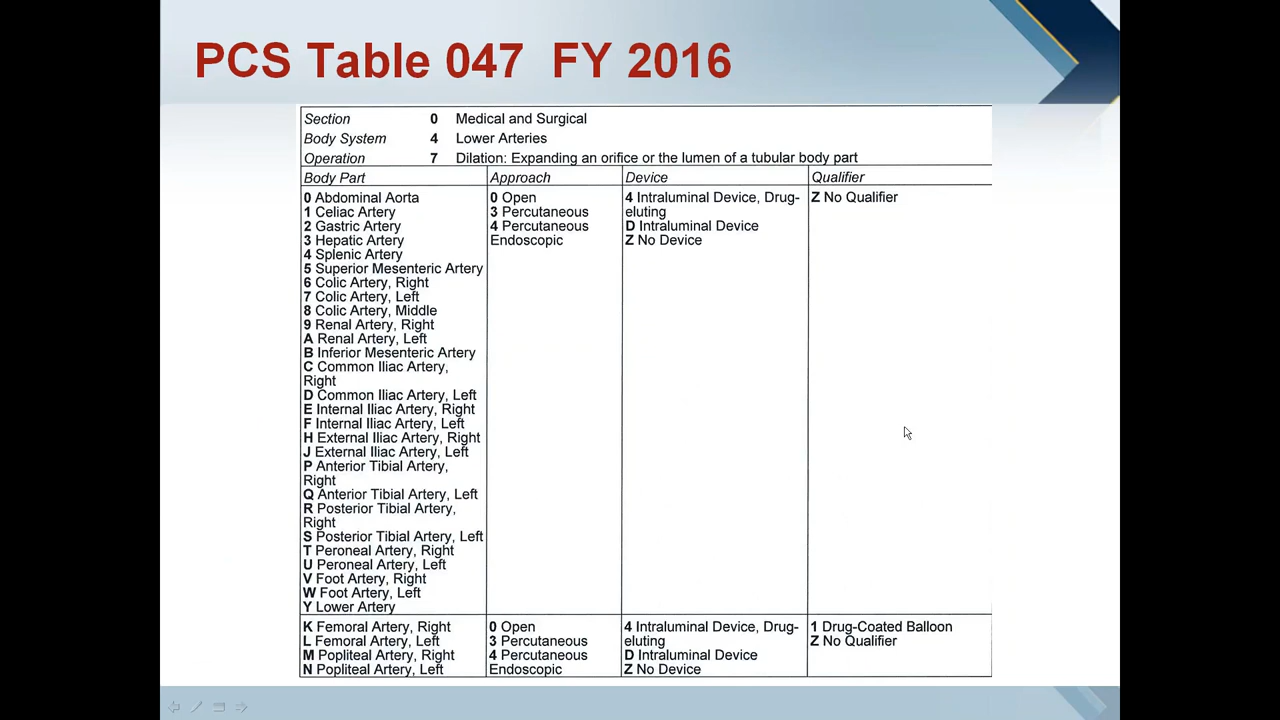 PCS Table 047 FY 2016
Section 0 Medical and Surgical
Body System 4 Lower Arteries
Operation 7 Dilation: Expanding an orifice or the lumen of a tubular body part
Body Part Approach Device Qualifier
0 Abdominal Aorta
1 Celiac Artery
2 Gastric Artery
3 Hepatic Artery
4 Splenic Artery
5 Superior Mesenteric Artery
6 Colic Artery, Right
7 Colic Artery, Left
8 Colic Artery, Middle
9 Renal Artery, Right
A Renal Artery, Left
B Inferior Mesenteric Artery
C Common Iliac Artery,
Right
D Common Iliac Artery, Left
E Internal Iliac Artery, Right
F Internal Iliac Artery, Left
H External Iliac Artery, Right
J External Iliac Artery, Left
P Anterior Tibial Artery,
Right
Q Anterior Tibial Artery, Left
R Posterior Tibial Artery,
Right
S Posterior Tibial Artery, Left
T Peroneal Artery, Right
U Peroneal Artery, Left
V Foot Artery, Right
W Foot Artery, Left
Y Lower Artery
0 Open
3 Percutaneous
4 Percutaneous
Endoscopic
4 Intraluminal Device, Drug-
eluting
D Intraluminal Device
Z No Device
Z No Qualifier
K Femoral Artery, Right
L Femoral Artery, Left
M Popliteal Artery, Right
N Popliteal Artery, Left
0 Open
3 Percutaneous
4 Percutaneous
Endoscopic
4 Intraluminal Device, Drug-
eluting
D Intraluminal Device
Z No Device
1 Drug-Coated Balloon
Z No Qualifier